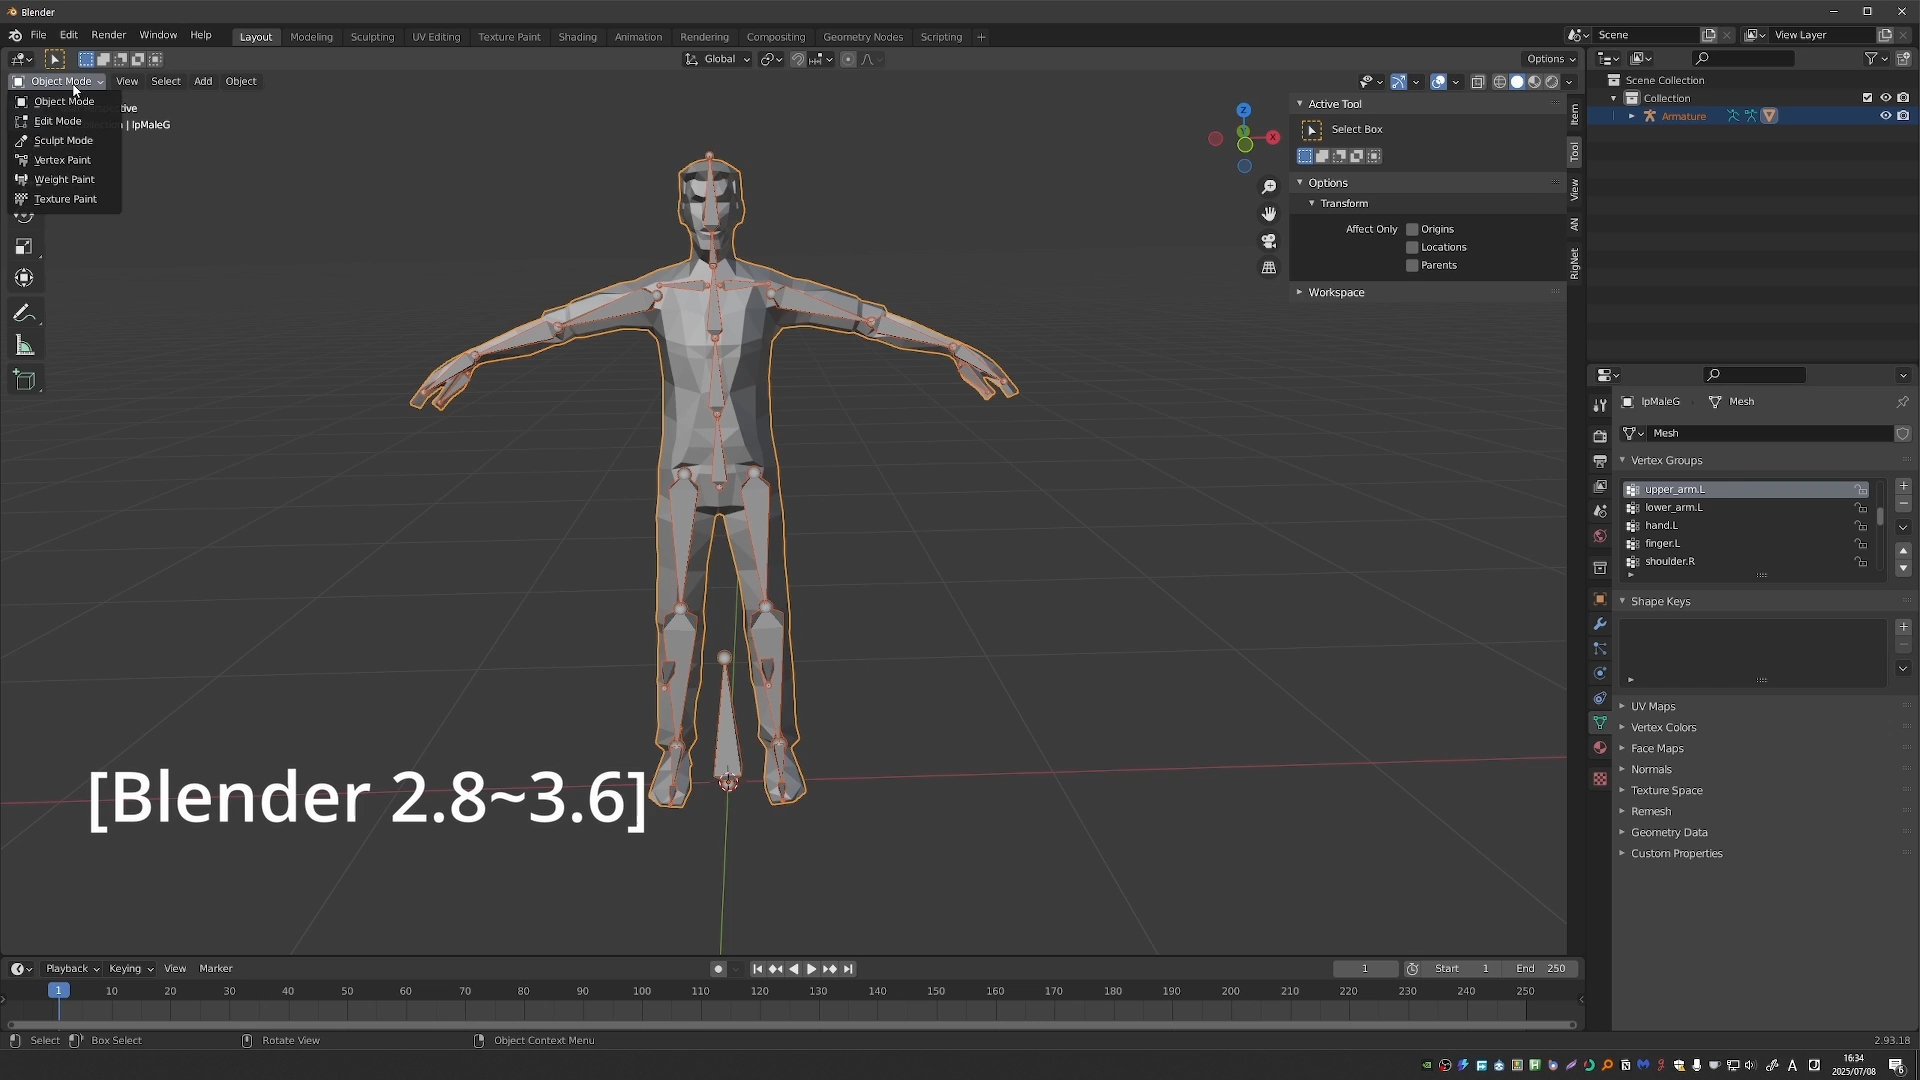 Blender
File Edit Render Window Help Layout Modeling Sculpting UV Editing Texture Paint Shading Animation Rendering Compositing Geometry Nodes Scripting + Scene View Layer
Global Options
Object Mode View Select Add Object
Object Mode
Edit Mode
Sculpt Mode
Vertex Paint
Weight Paint
Texture Paint
| lpMaleG
Z
Y
X
Active Tool
Select Box
Options
Transform
Affect Only Origins
Locations
Parents
Workspace
Item
Tool
View
AN
RigNet
Scene Collection
Collection
Armature
lpMaleG Mesh
Mesh
Vertex Groups
upper_arm.L
lower_arm.L
hand.L
finger.L
shoulder.R
Shape Keys
UV Maps
Vertex Colors
Face Maps
Normals
Texture Space
Remesh
Geometry Data
Custom Properties
[Blender 2.8~3.6]
Playback Keying View Marker 1 Start 1 End 250
1 10 20 30 40 50 60 70 80 90 100 110 120 130 140 150 160 170 180 190 200 210 220 230 240 250
Select Box Select Rotate View Object Context Menu 2.93.18
A 16:34
2025/07/08 6